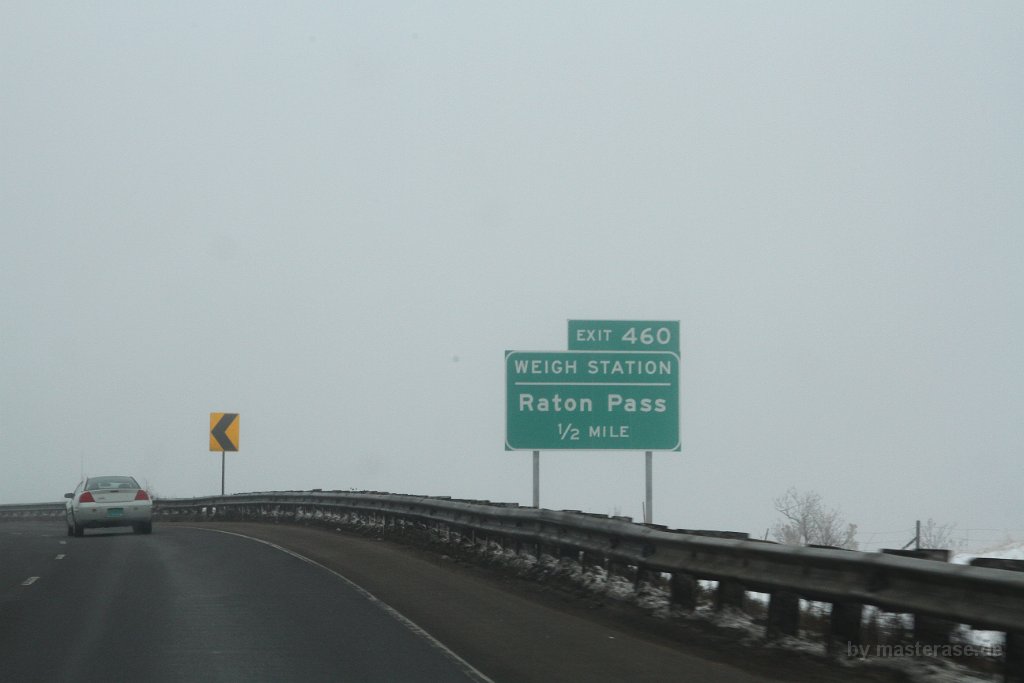 EXIT 460
WEIGH STATION
Raton Pass
1/2 MILE
by masterase.de